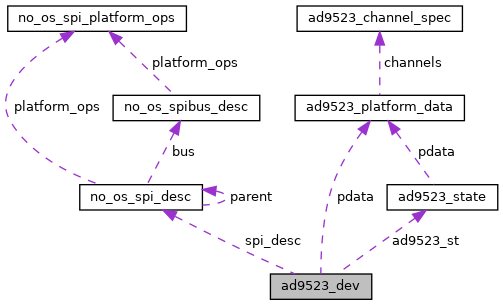 no_os_spi_platform_ops
ad9523_channel_spec
platform_ops
channels
no_os_spibus_desc
ad9523_platform_data
platform_ops
bus
pdata
no_os_spi_desc
parent
pdata
ad9523_state
spi_desc
ad9523_st
ad9523_dev